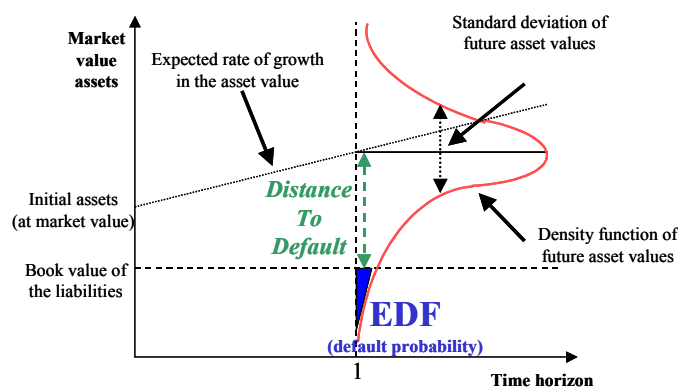 Market
value
assets
Expected rate of growth
in the asset value
Standard deviation of
future asset values
Initial assets
(at market value)
Distance
To
Default
Density function of
future asset values
Book value of
the liabilities
EDF
(default probability)
1
Time horizon